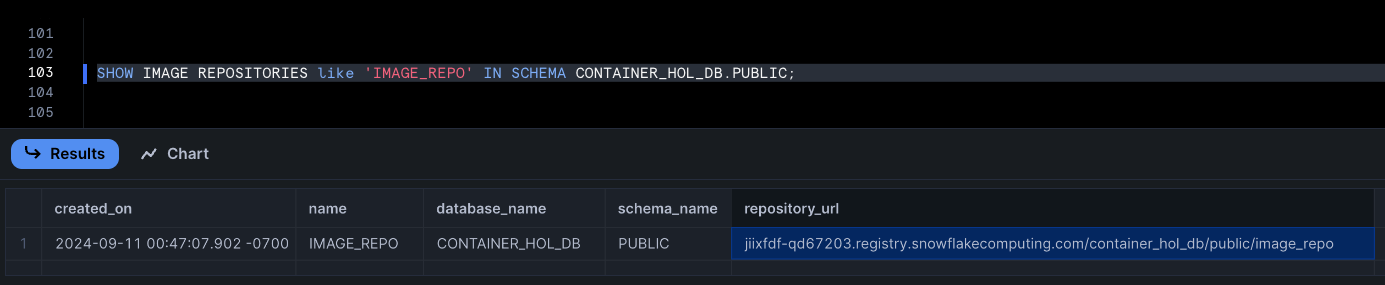 101
102
103 SHOW IMAGE REPOSITORIES like 'IMAGE_REPO' IN SCHEMA CONTAINER_HOL_DB.PUBLIC;
104
105
Results Chart
created_on name database_name schema_name repository_url
1 2024-09-11 00:47:07.902 -0700 IMAGE_REPO CONTAINER_HOL_DB PUBLIC jiixfdf-qd67203.registry.snowflakecomputing.com/container_hol_db/public/image_repo